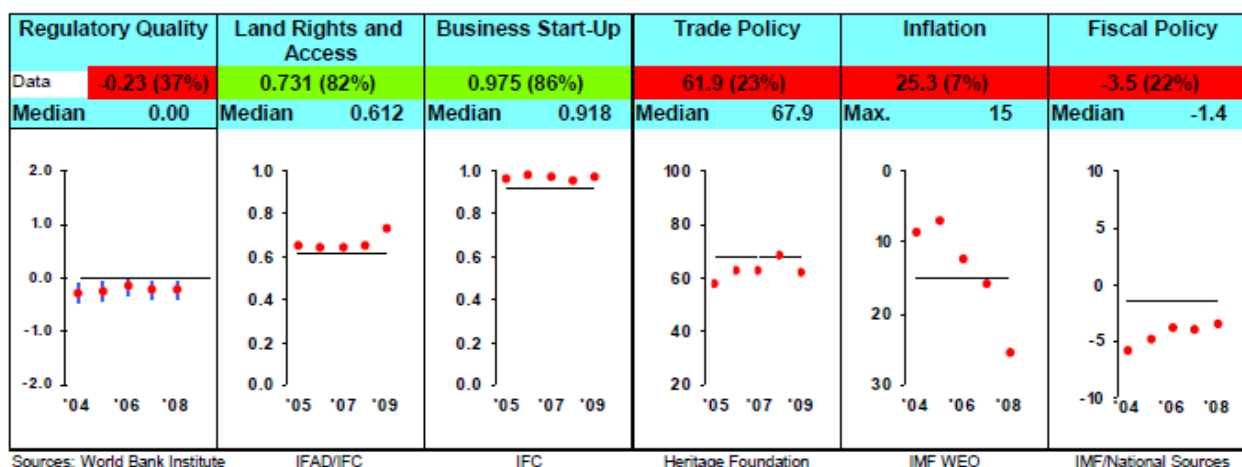 Regulatory Quality Land Rights and Access Business Start-Up Trade Policy Inflation Fiscal Policy
Data -0.23 (37%) 0.731 (82%) 0.975 (86%) 61.9 (23%) 25.3 (7%) -3.5 (22%)
Median 0.00 Median 0.612 Median 0.918 Median 67.9 Max. 15 Median -1.4
2.0 1.0 1.0 100 0 10
1.0 0.8 0.8 80 10 5
0.0 0.6 0.6 60 20 0
-1.0 0.4 0.4 40 30 -5
-2.0 0.2 0.2 20 -10
0.0 0.0
'04 '06 '08 '05 '07 '09 '05 '07 '09 '05 '07 '09 '04 '06 '08 '04 '06 '08
Sources: World Bank Institute IFAD/IFC IFC Heritage Foundation IMF WEO IMF/National Sources